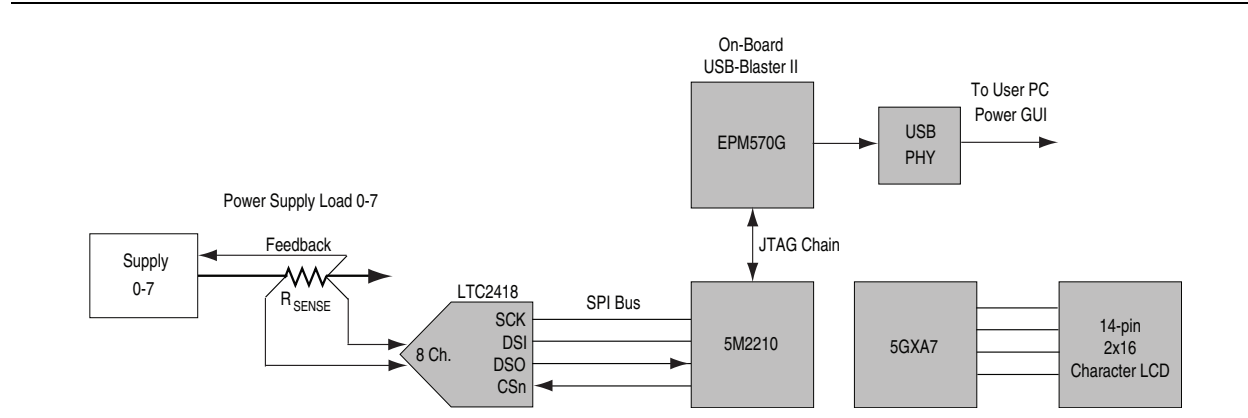 On-Board
USB-Blaster II
EPM570G
USB
PHY
To User PC
Power GUI
JTAG Chain
Power Supply Load 0-7
Supply
0-7
Feedback
R SENSE
LTC2418
8 Ch.
SCK
DSI
DSO
CSn
SPI Bus
5M2210
5GXA7
14-pin
2x16
Character LCD